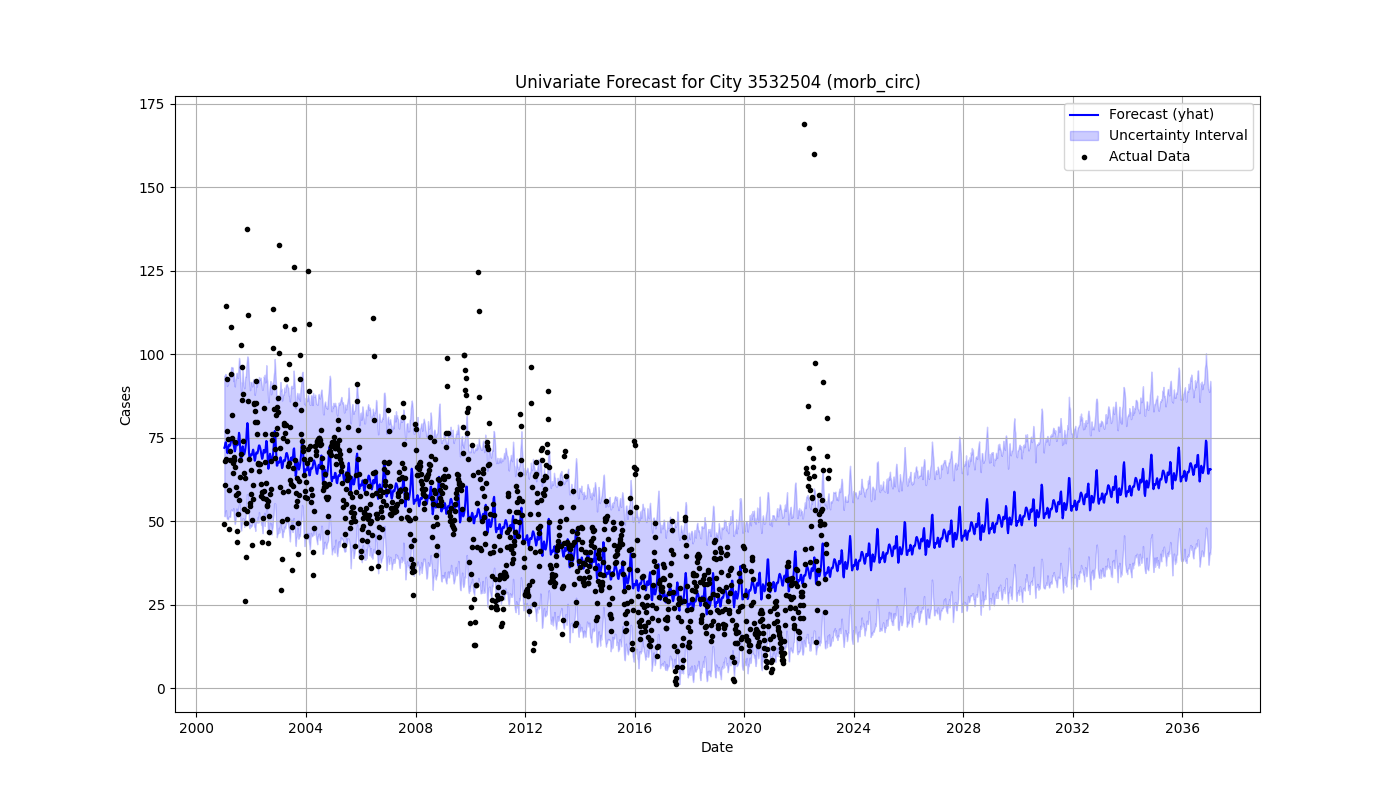 Univariate Forecast for City 3532504 (morb_circ)
175
150
125
100
75
50
25
0
Cases
Forecast (yhat)
Uncertainty Interval
Actual Data
2000 2004 2008 2012 2016 2020 2024 2028 2032 2036
Date